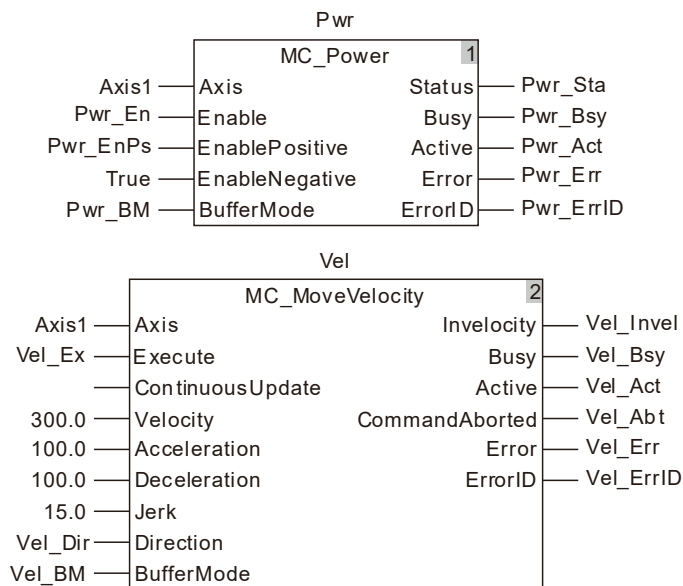 Pwr
MC_Power 1
Axis1 Axis Status Pwr_Sta
Pwr_En Enable Busy Pwr_Bsy
Pwr_EnPs EnablePositive Active Pwr_Act
True EnableNegative Error Pwr_Err
Pwr_BM BufferMode ErrorID Pwr_ErrID
Vel
MC_MoveVelocity 2
Axis1 Axis Invelocity Vel_Invel
Vel_Ex Execute Busy Vel_Bsy
ContinuousUpdate Active Vel_Act
300.0 Velocity CommandAborted Vel_Abt
100.0 Acceleration Error Vel_Err
100.0 Deceleration ErrorID Vel_ErrID
15.0 Jerk
Vel_Dir Direction
Vel_BM BufferMode